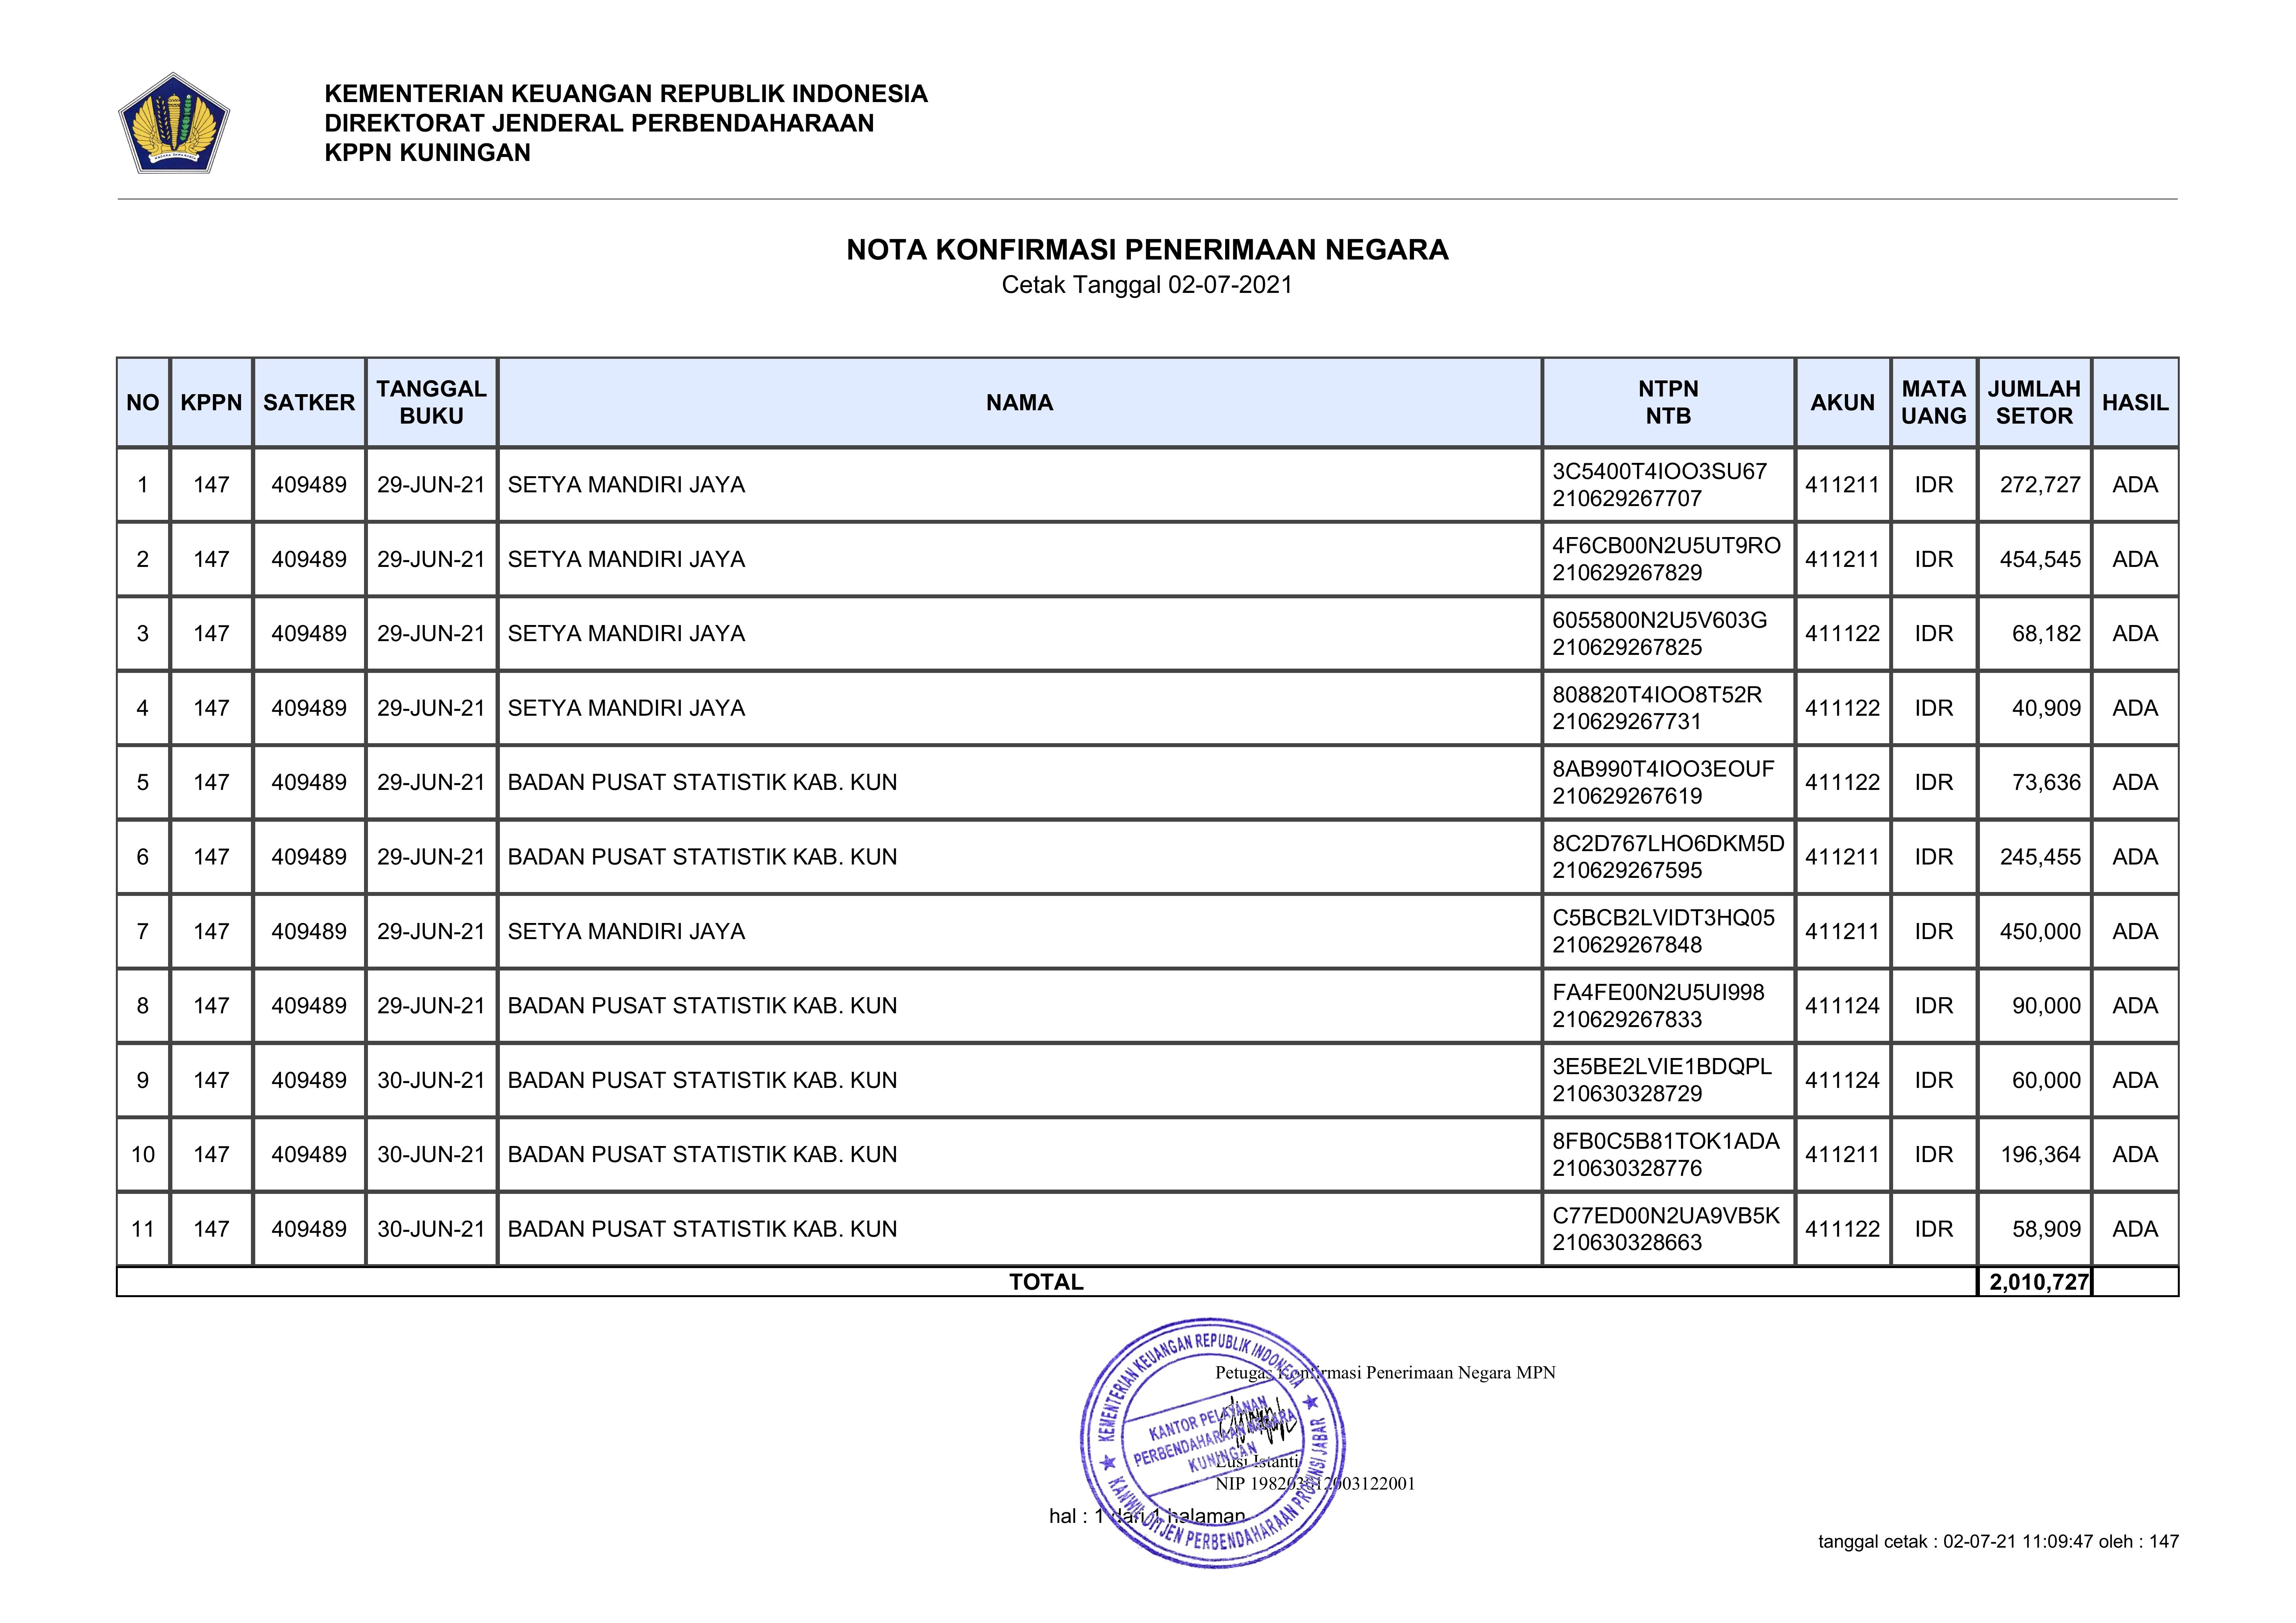 KEMENTERIAN KEUANGAN REPUBLIK INDONESIA
DIREKTORAT JENDERAL PERBENDAHARAAN
KPPN KUNINGAN
NOTA KONFIRMASI PENERIMAAN NEGARA
Cetak Tanggal 02-07-2021
NO KPPN SATKER TANGGAL BUKU NAMA NTPN NTB AKUN MATA UANG JUMLAH SETOR HASIL
1 147 409489 29-JUN-21 SETYA MANDIRI JAYA 3C5400T4IOO3SU67 210629267707 411211 IDR 272,727 ADA
2 147 409489 29-JUN-21 SETYA MANDIRI JAYA 4F6CB00N2U5UT9RO 210629267829 411211 IDR 454,545 ADA
3 147 409489 29-JUN-21 SETYA MANDIRI JAYA 6055800N2U5V603G 210629267825 411122 IDR 68,182 ADA
4 147 409489 29-JUN-21 SETYA MANDIRI JAYA 808820T4IOO8T52R 210629267731 411122 IDR 40,909 ADA
5 147 409489 29-JUN-21 BADAN PUSAT STATISTIK KAB. KUN 8AB990T4IOO3EOUF 210629267619 411122 IDR 73,636 ADA
6 147 409489 29-JUN-21 BADAN PUSAT STATISTIK KAB. KUN 8C2D767LHO6DKM5D 210629267595 411211 IDR 245,455 ADA
7 147 409489 29-JUN-21 SETYA MANDIRI JAYA C5BCB2LVIDT3HQ05 210629267848 411211 IDR 450,000 ADA
8 147 409489 29-JUN-21 BADAN PUSAT STATISTIK KAB. KUN FA4FE00N2U5UI998 210629267833 411124 IDR 90,000 ADA
9 147 409489 30-JUN-21 BADAN PUSAT STATISTIK KAB. KUN 3E5BE2LVIE1BDQPL 210630328729 411124 IDR 60,000 ADA
10 147 409489 30-JUN-21 BADAN PUSAT STATISTIK KAB. KUN 8FB0C5B81TOK1ADA 210630328776 411211 IDR 196,364 ADA
11 147 409489 30-JUN-21 BADAN PUSAT STATISTIK KAB. KUN C77ED00N2UA9VB5K 210630328663 411122 IDR 58,909 ADA
TOTAL 2,010,727
Petugas Konfirmasi Penerimaan Negara MPN
KEMENTERIAN KEUANGAN REPUBLIK INDONESIA
KANTOR PELAYANAN
PERBENDAHARAAN NEGARA
KUNINGAN
KANWIL DITJEN PERBENDAHARAAN PROVINSI JABAR
Lusi Istanti
NIP
hal : 1 dari 1 halaman
tanggal cetak : 02-07-21 11:09:47 oleh : 147